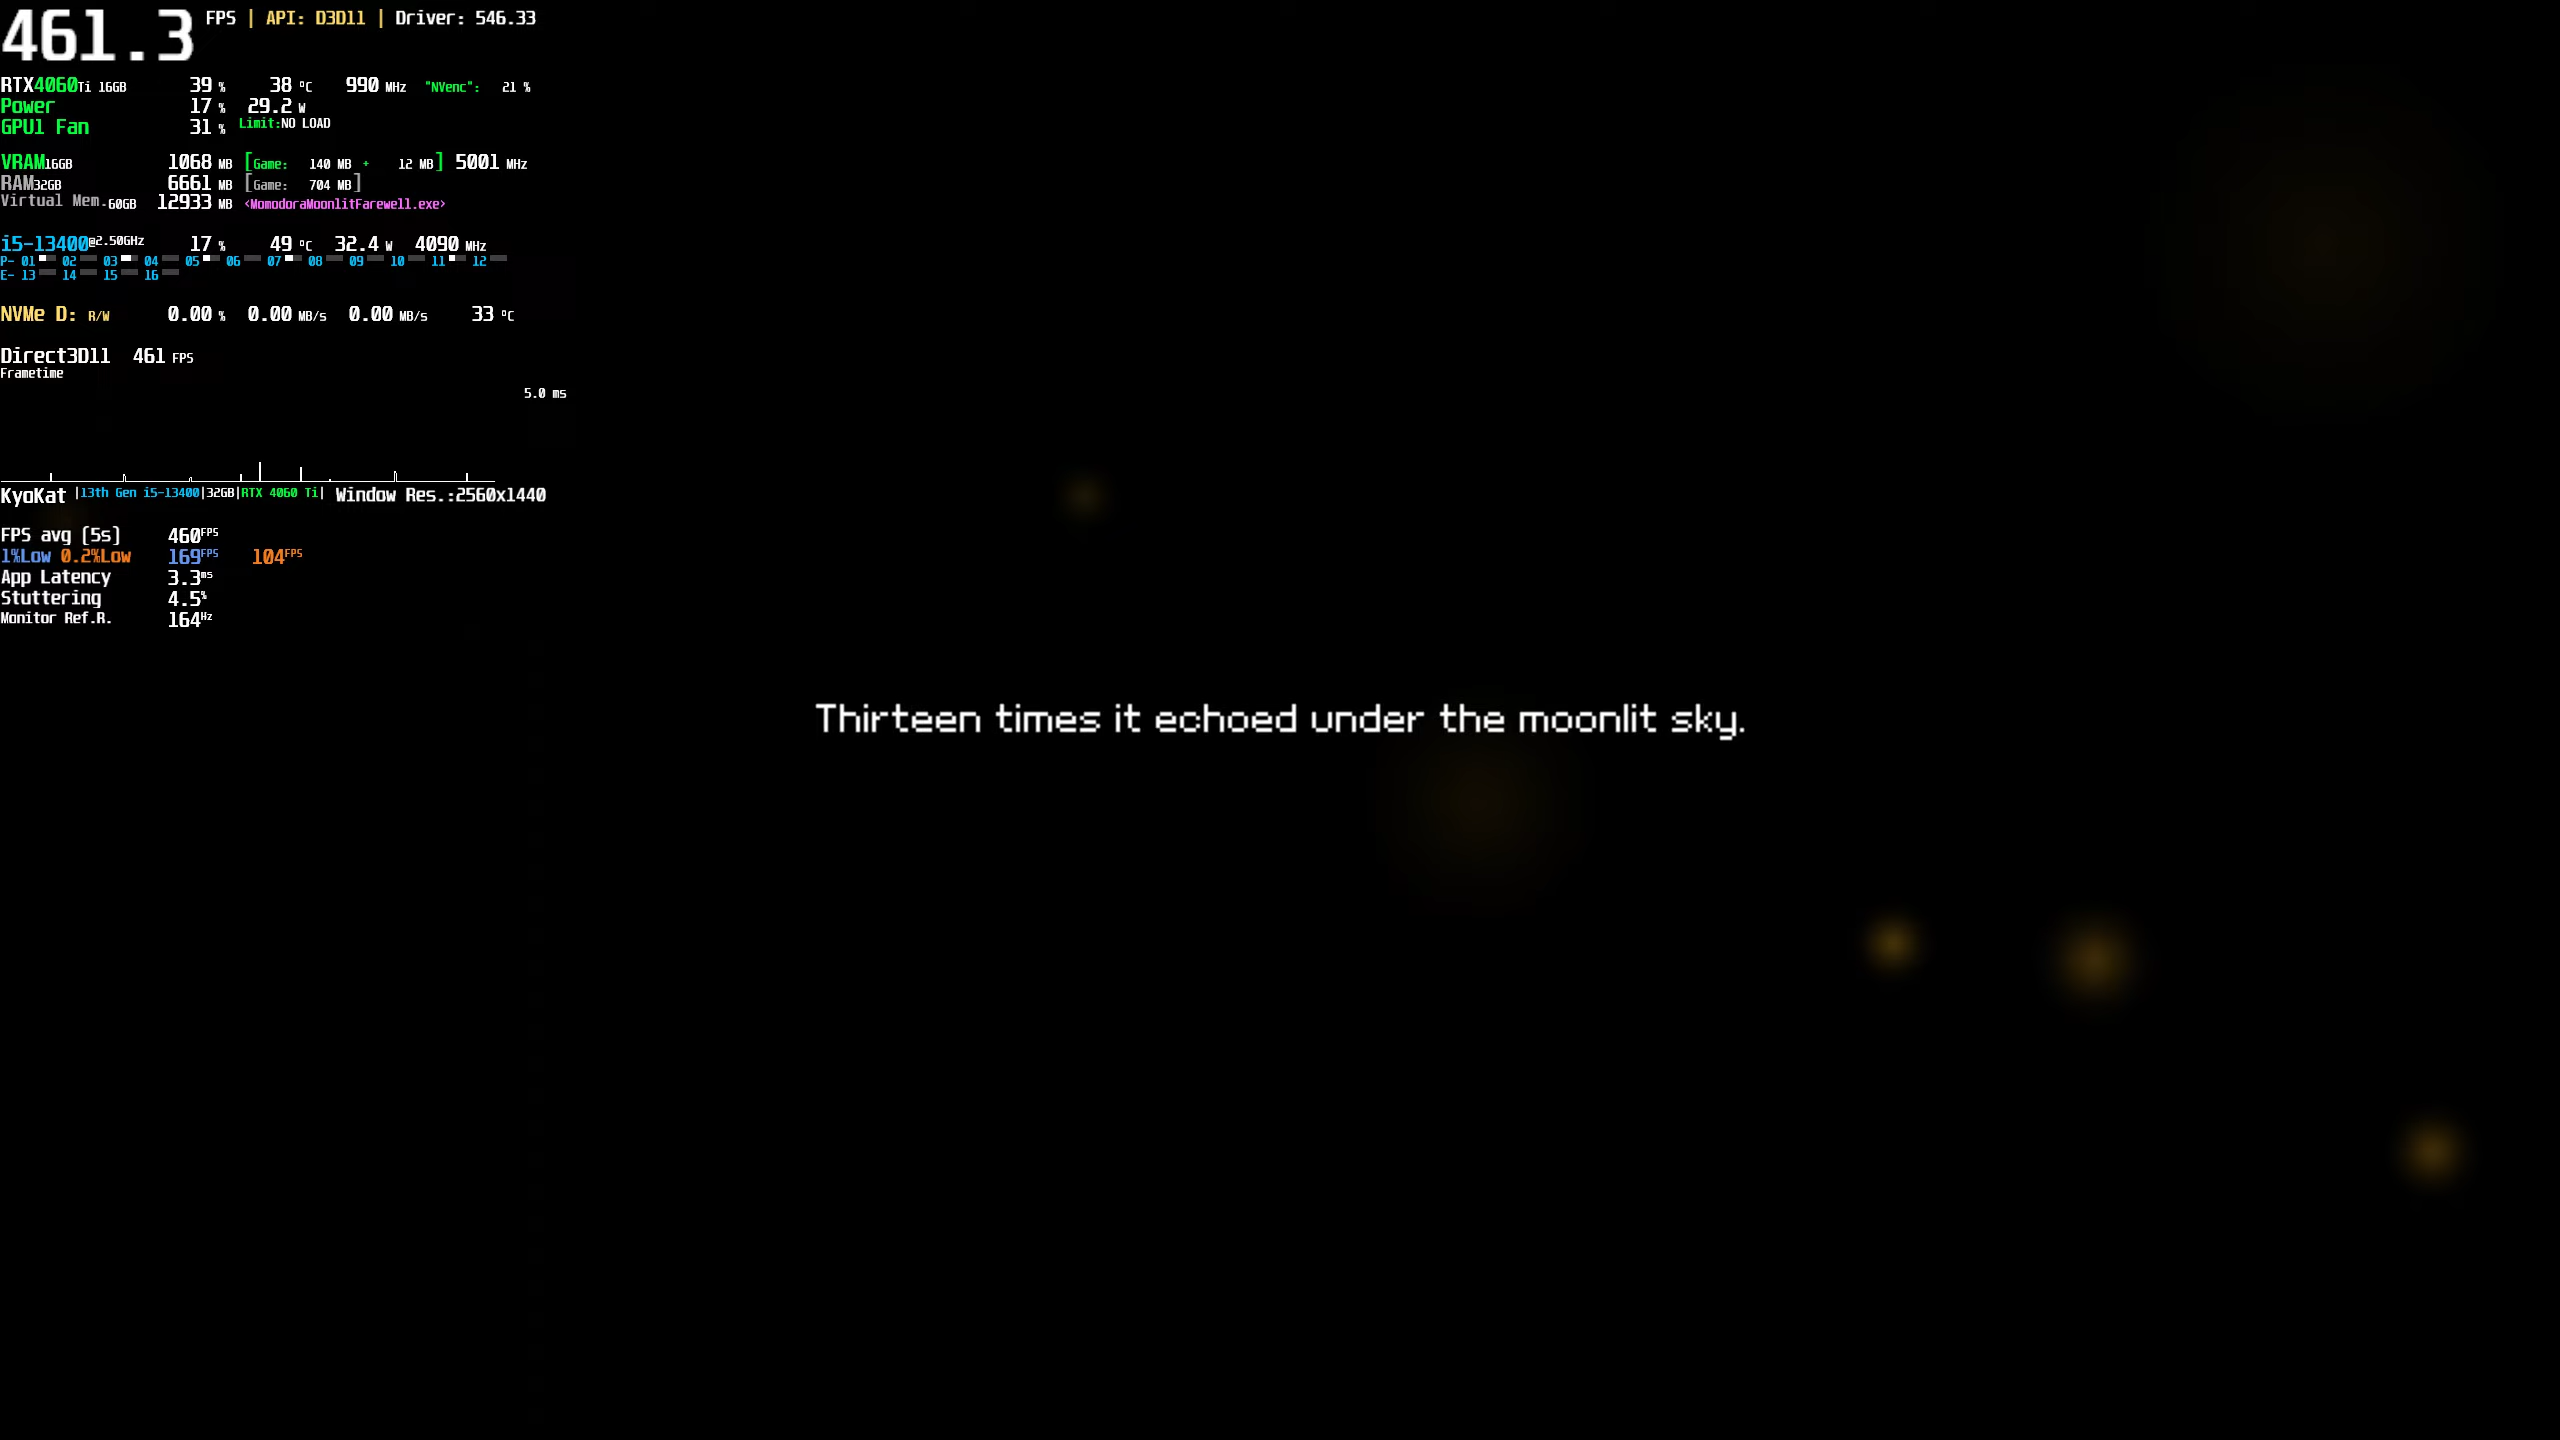 461.3 FPS | API: D3D11 | Driver: 546.33
RTX4060Ti 16GB 39 % 38 °C 990 MHz "NVenc": 21 %
Power 17 % 29.2 W
GPU1 Fan 31 % Limit:NO LOAD
VRAM16GB 1068 MB [Game: 140 MB + 12 MB] 5001 MHz
RAM32GB 6661 MB [Game: 704 MB]
Virtual Mem.60GB 12933 MB <MomodoraMoonlitFarewell.exe>
i5-13400@2.50GHz 17 % 49 °C 32.4 W 4090 MHz
P- 01 02 03 04 05 06 07 08 09 10 11 12
E- 13 14 15 16
NVMe D: R/W 0.00 % 0.00 MB/s 0.00 MB/s 33 °C
Direct3D11 461 FPS
Frametime
5.0 ms
KyoKat |13th Gen i5-13400|32GB|RTX 4060 Ti| Window Res.:2560x1440
FPS avg [5s] 460FPS
1%Low 0.2%Low 169FPS 104FPS
App Latency 3.3ms
Stuttering 4.5%
Monitor Ref.R. 164Hz
Thirteen times it echoed under the moonlit sky.